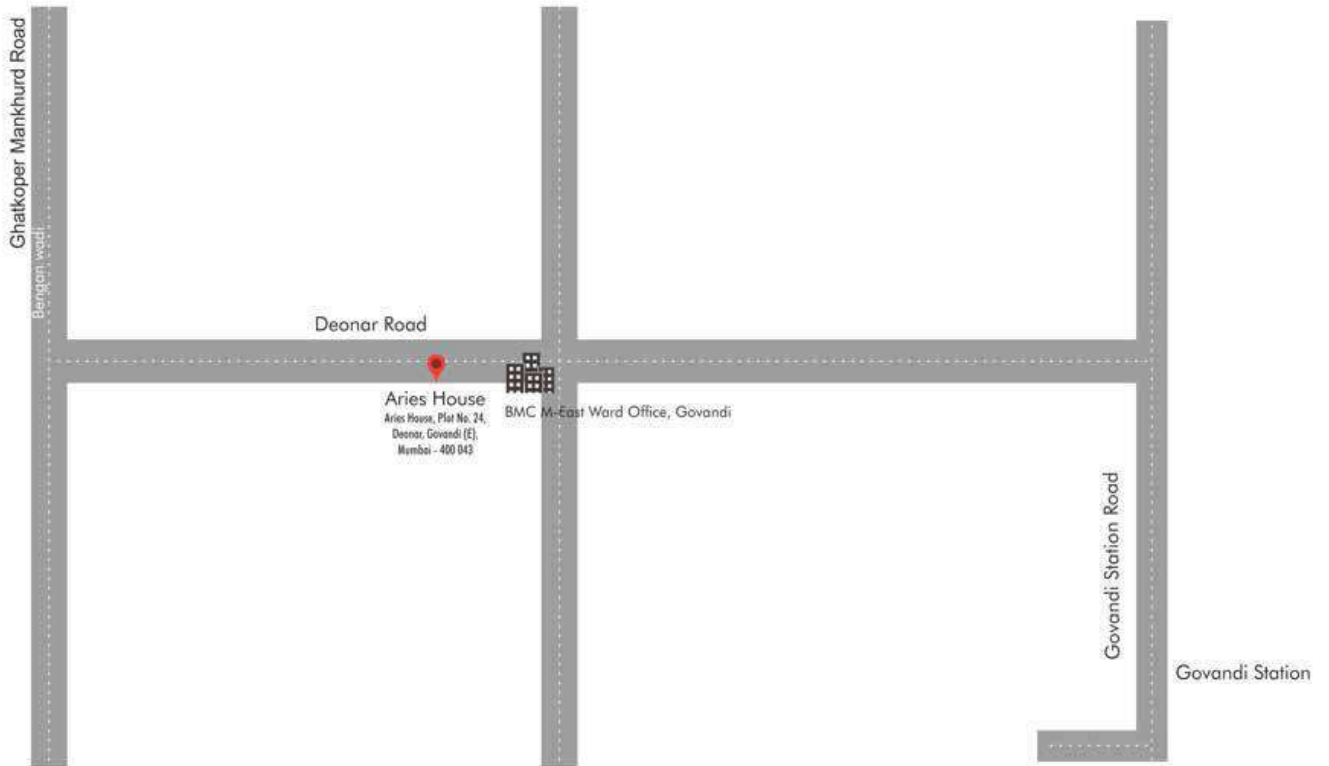 Ghatkoper Mankhurd Road
Bengan wadi
Deonar Road
Aries House
Aries House, Plot No. 24,
Deonar, Govandi (E),
Mumbai - 400 043
BMC M-East Ward Office, Govandi
Govandi Station Road
Govandi Station